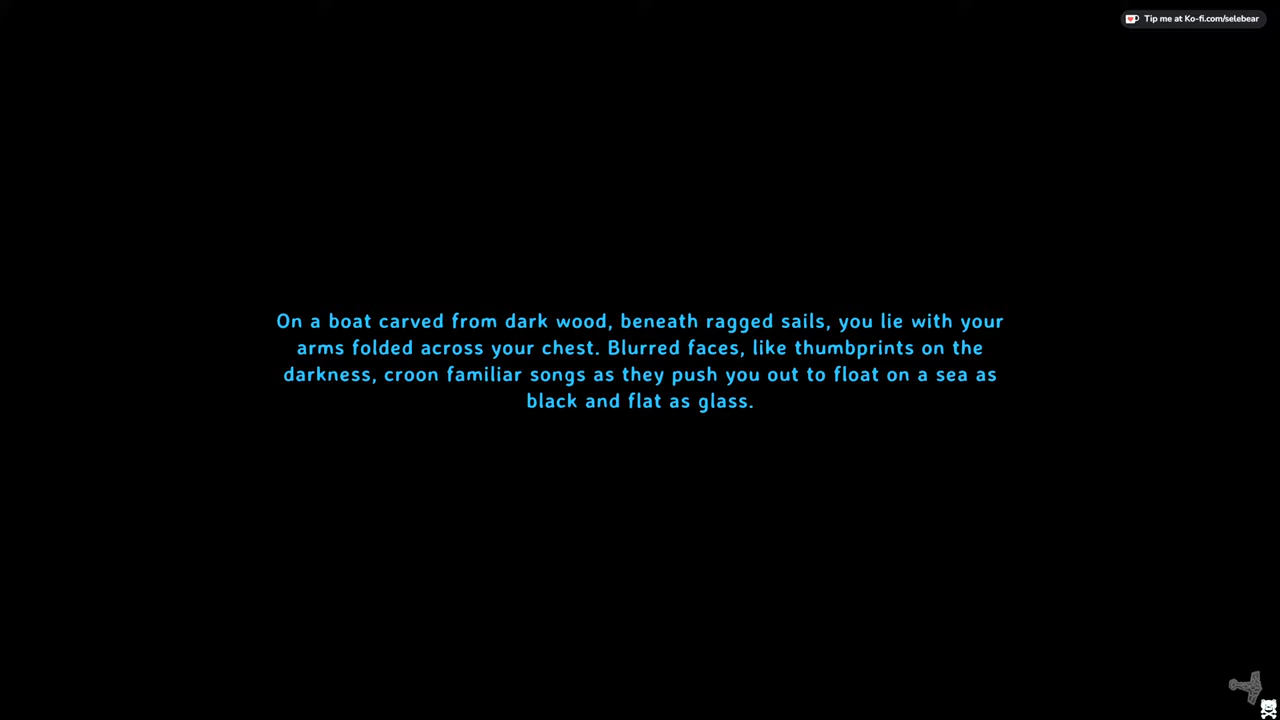 Tip me at Ko-fi.com/selebear
On a boat carved from dark wood, beneath ragged sails, you lie with your
arms folded across your chest. Blurred faces, like thumbprints on the
darkness, croon familiar songs as they push you out to float on a sea as
black and flat as glass.